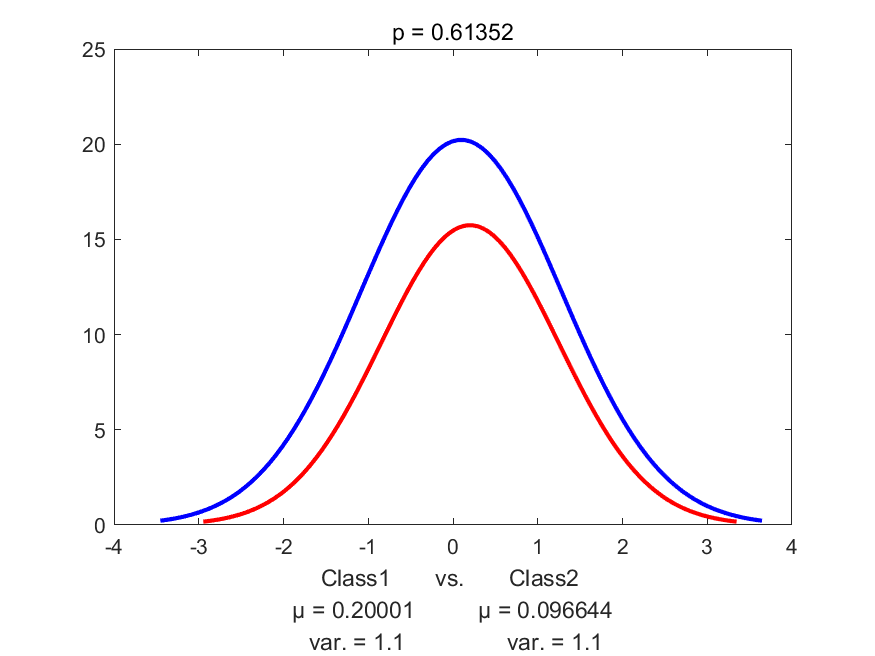 p = 0.61352
25
20
15
10
5
0
-4 -3 -2 -1 0 1 2 3 4
Class1 vs. Class2
μ = 0.20001 μ = 0.096644
var. = 1.1 var. = 1.1